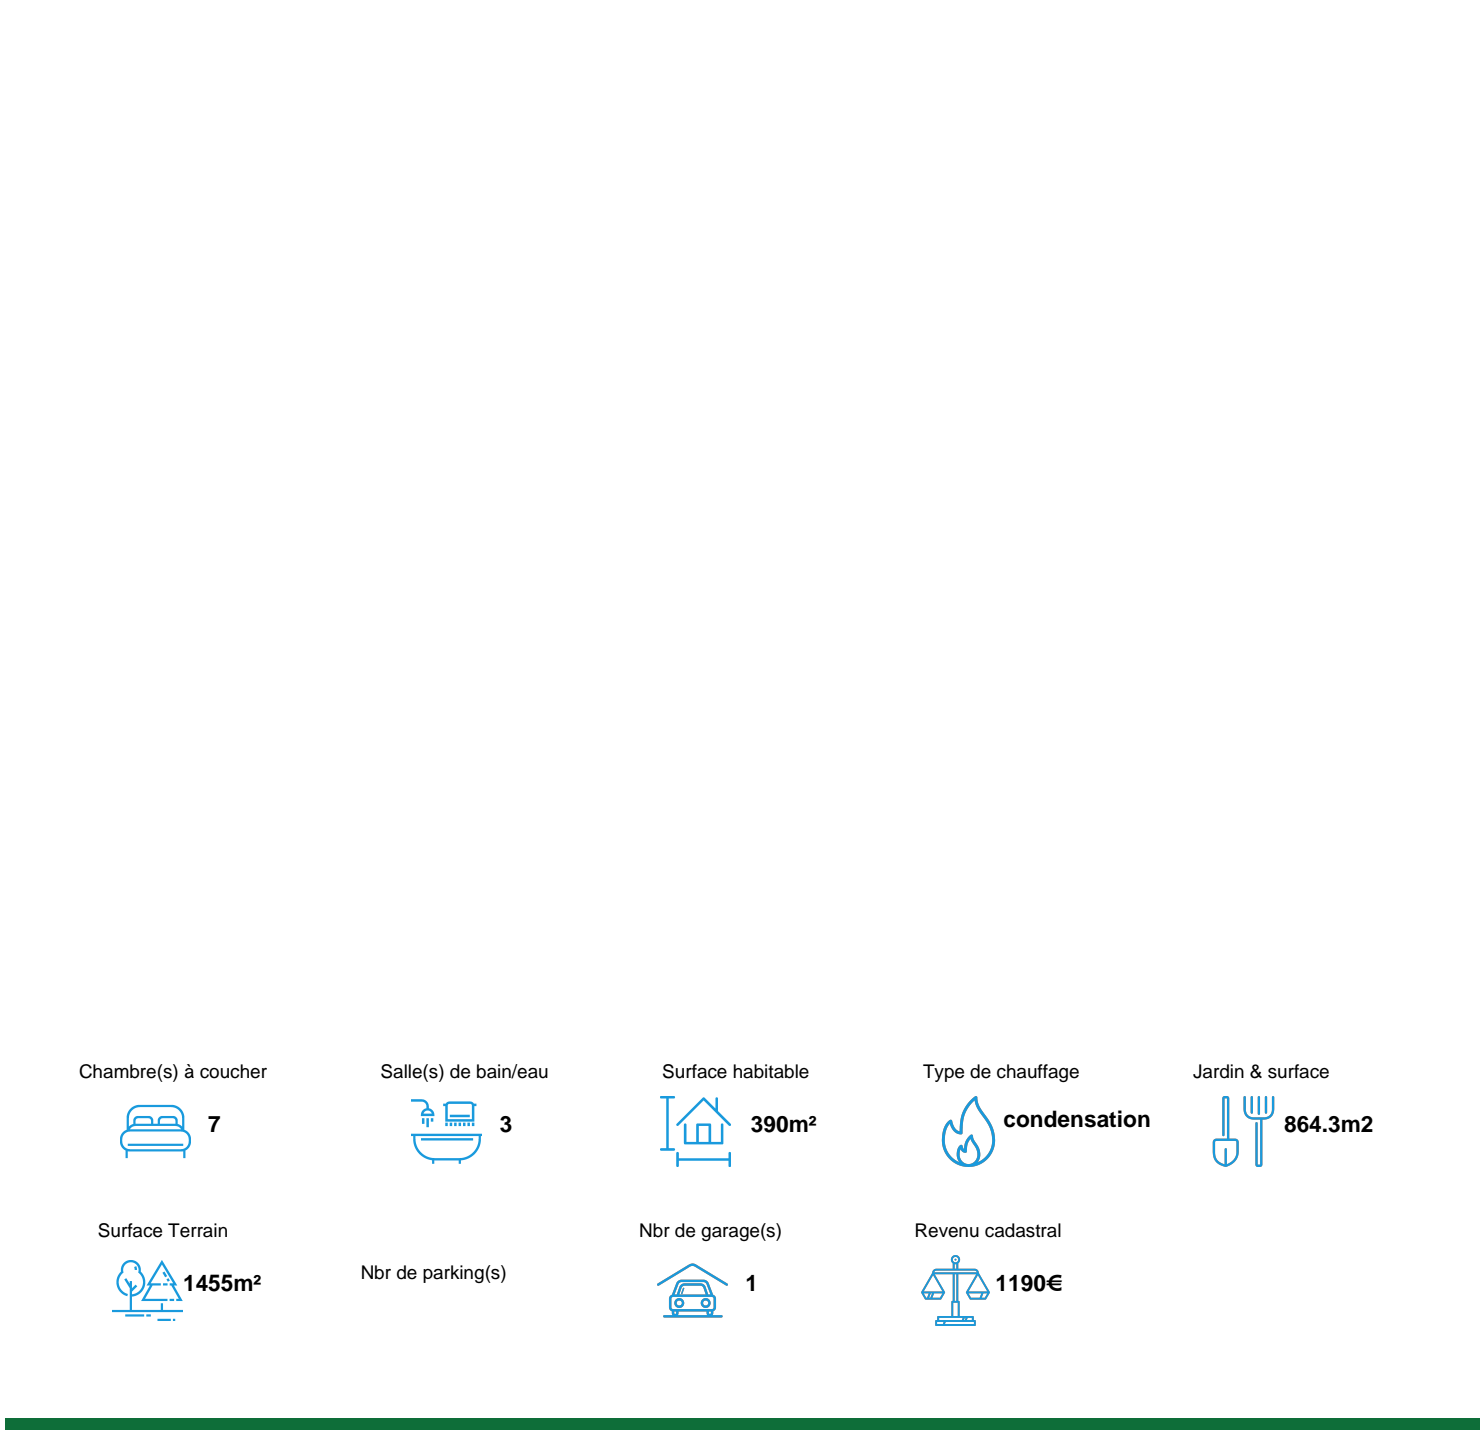 Chambre(s) à coucher
7
Salle(s) de bain/eau
3
Surface habitable
390m²
Type de chauffage
condensation
Jardin & surface
864.3m2
Surface Terrain
1455m²
Nbr de parking(s)
Nbr de garage(s)
1
Revenu cadastral
1190€